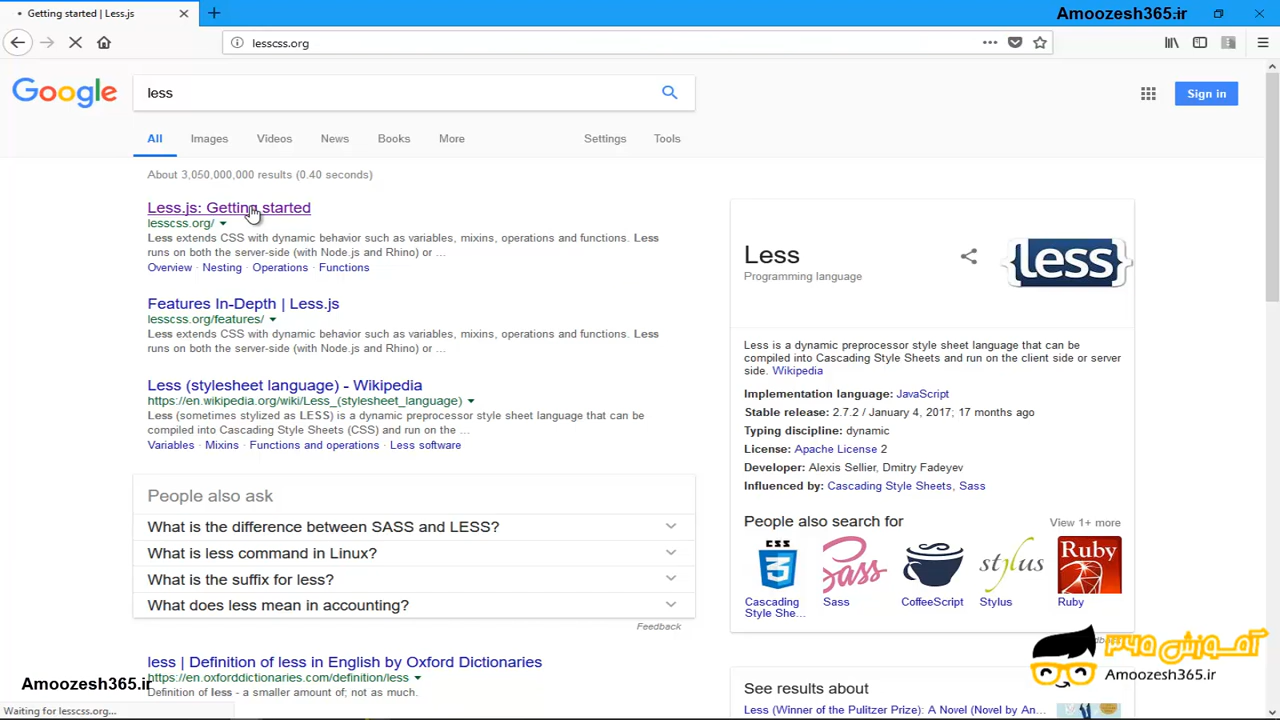 Getting started | Less.js
Amoozesh365.ir
lesscss.org
Google
less
Sign in
All Images Videos News Books More Settings Tools
About 3,050,000,000 results (0.40 seconds)
Less.js: Getting started
lesscss.org/
Less extends CSS with dynamic behavior such as variables, mixins, operations and functions. Less
runs on both the server-side (with Node.js and Rhino) or ...
Overview · Nesting · Operations · Functions
Features In-Depth | Less.js
lesscss.org/features/
Less extends CSS with dynamic behavior such as variables, mixins, operations and functions. Less
runs on both the server-side (with Node.js and Rhino) or ...
Less (stylesheet language) - Wikipedia
https://en.wikipedia.org/wiki/Less_(stylesheet_language)
Less (sometimes stylized as LESS) is a dynamic preprocessor style sheet language that can be
compiled into Cascading Style Sheets (CSS) and run on the ...
Variables · Mixins · Functions and operations · Less software
People also ask
What is the difference between SASS and LESS?
What is less command in Linux?
What is the suffix for less?
What does less mean in accounting?
Feedback
less | Definition of less in English by Oxford Dictionaries
https://en.oxforddictionaries.com/definition/less
Definition of less - a smaller amount of; not as much.
Less
Programming language
{less}
Less is a dynamic preprocessor style sheet language that can be
compiled into Cascading Style Sheets and run on the client side or server
side. Wikipedia
Implementation language: JavaScript
Stable release: 2.7.2 / January 4, 2017; 17 months ago
Typing discipline: dynamic
License: Apache License 2
Developer: Alexis Sellier, Dmitry Fadeyev
Influenced by: Cascading Style Sheets, Sass
People also search for
View 1+ more
CSS
Sass
stylus
Ruby
Cascading
Style She...
Sass
CoffeeScript
Stylus
Ruby
See results about
Less (Winner of the Pulitzer Prize): A Novel (Novel by An...
آموزش ۳۶۵
Amoozesh365.ir
Amoozesh365.ir
Waiting for lesscss.org...